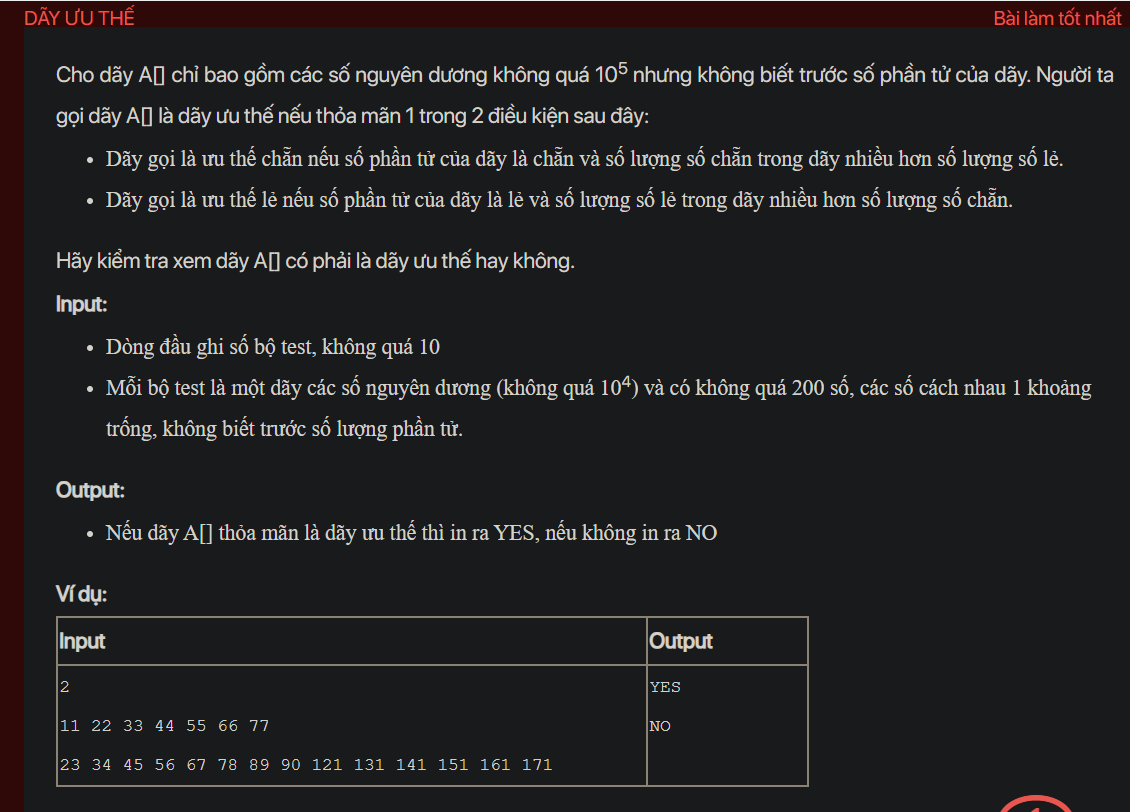 DÃY ƯU THẾ
Bài làm tốt nhất
Cho dãy A[] chỉ bao gồm các số nguyên dương không quá 10⁵ nhưng không biết trước số phần tử của dãy. Người ta
gọi dãy A[] là dãy ưu thế nếu thỏa mãn 1 trong 2 điều kiện sau đây:
• Dãy gọi là ưu thế chẵn nếu số phần tử của dãy là chẵn và số lượng số chẵn trong dãy nhiều hơn số lượng số lẻ.
• Dãy gọi là ưu thế lẻ nếu số phần tử của dãy là lẻ và số lượng số lẻ trong dãy nhiều hơn số lượng số chẵn.
Hãy kiểm tra xem dãy A[] có phải là dãy ưu thế hay không.
Input:
• Dòng đầu ghi số bộ test, không quá 10
• Mỗi bộ test là một dãy các số nguyên dương (không quá 10⁴) và có không quá 200 số, các số cách nhau 1 khoảng
trống, không biết trước số lượng phần tử.
Output:
• Nếu dãy A[] thỏa mãn là dãy ưu thế thì in ra YES, nếu không in ra NO
Ví dụ:
Input Output
2 YES
11 22 33 44 55 66 77 NO
23 34 45 56 67 78 89 90 121 131 141 151 161 171